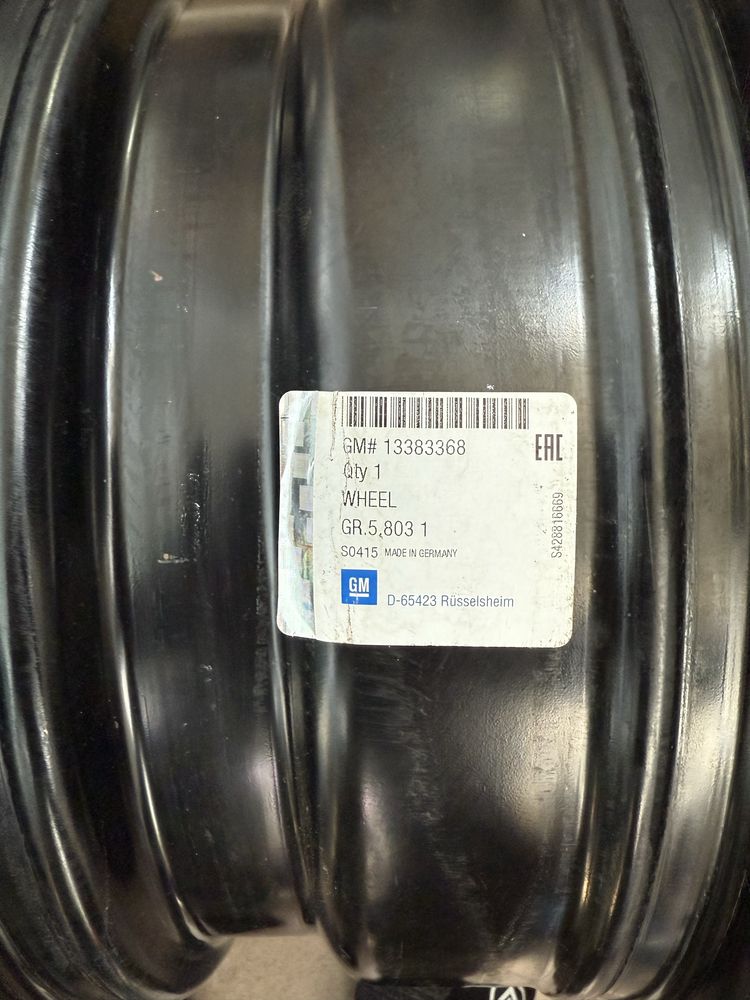 GM# 13383368
EAC
Qty 1
WHEEL
GR.5,803 1
S0415 MADE IN GERMANY
S428816669
GM
D-65423 Rüsselsheim